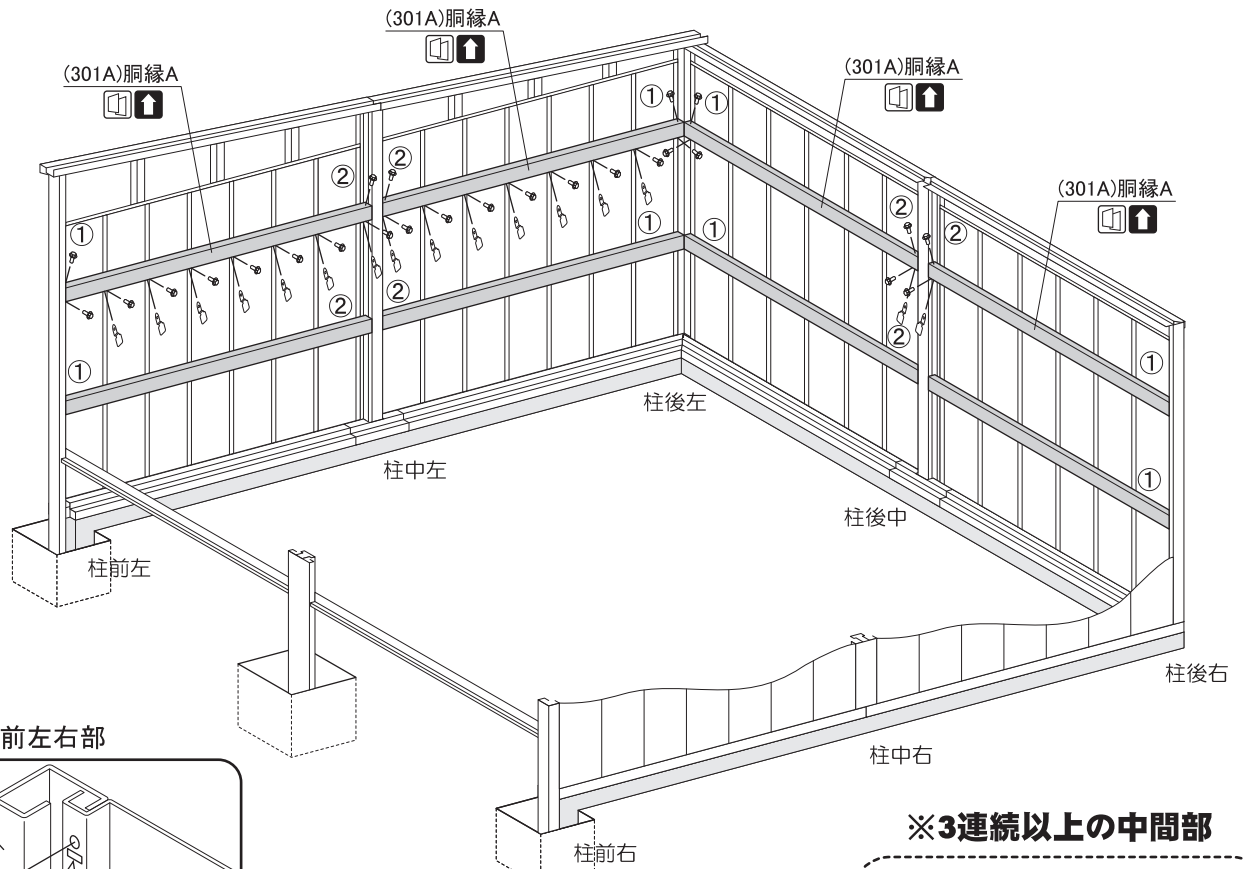 (301A)胴縁A
(301A)胴縁A
(301A)胴縁A
(301A)胴縁A
① ①
② ②
①
② ②
① ①
①
② ②
②
①
①
柱後左
柱中左
柱後中
柱前左
柱後右
前左右部
柱中右
※3連続以上の中間部
柱前右